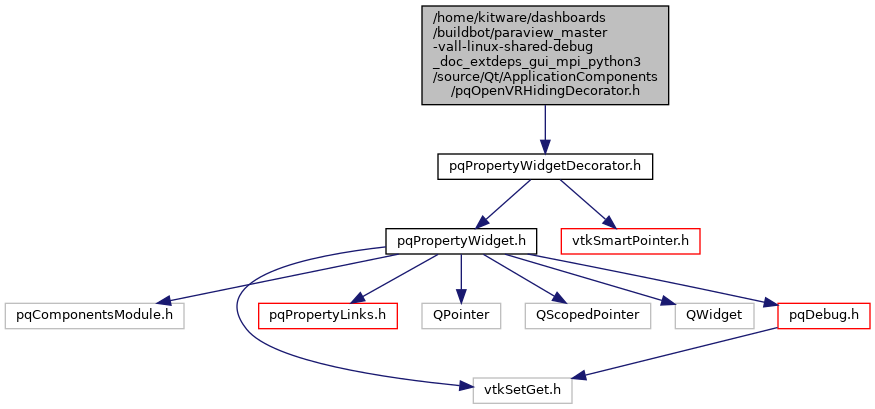 /home/kitware/dashboards
/buildbot/paraview_master
-vall-linux-shared-debug
_doc_extdeps_gui_mpi_python3
/source/Qt/ApplicationComponents
/pqOpenVRHidingDecorator.h
pqPropertyWidgetDecorator.h
pqPropertyWidget.h
vtkSmartPointer.h
pqComponentsModule.h
pqPropertyLinks.h
QPointer
QScopedPointer
QWidget
pqDebug.h
vtkSetGet.h